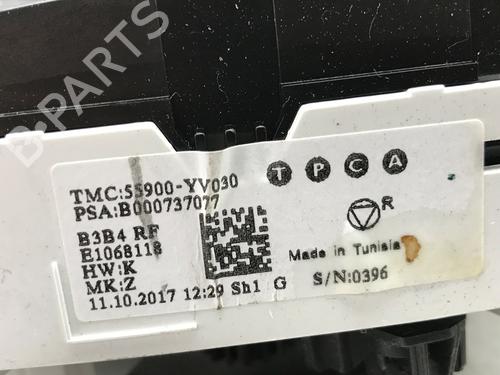 B-PARTS
TMC:55900-YV030
T P C A
PSA:B000737077
B3B4 RF
E1068118
HW:K
MK:Z
11.10.2017 12:29 Sh1 G
R
Made in Tunisia
S/N:0396